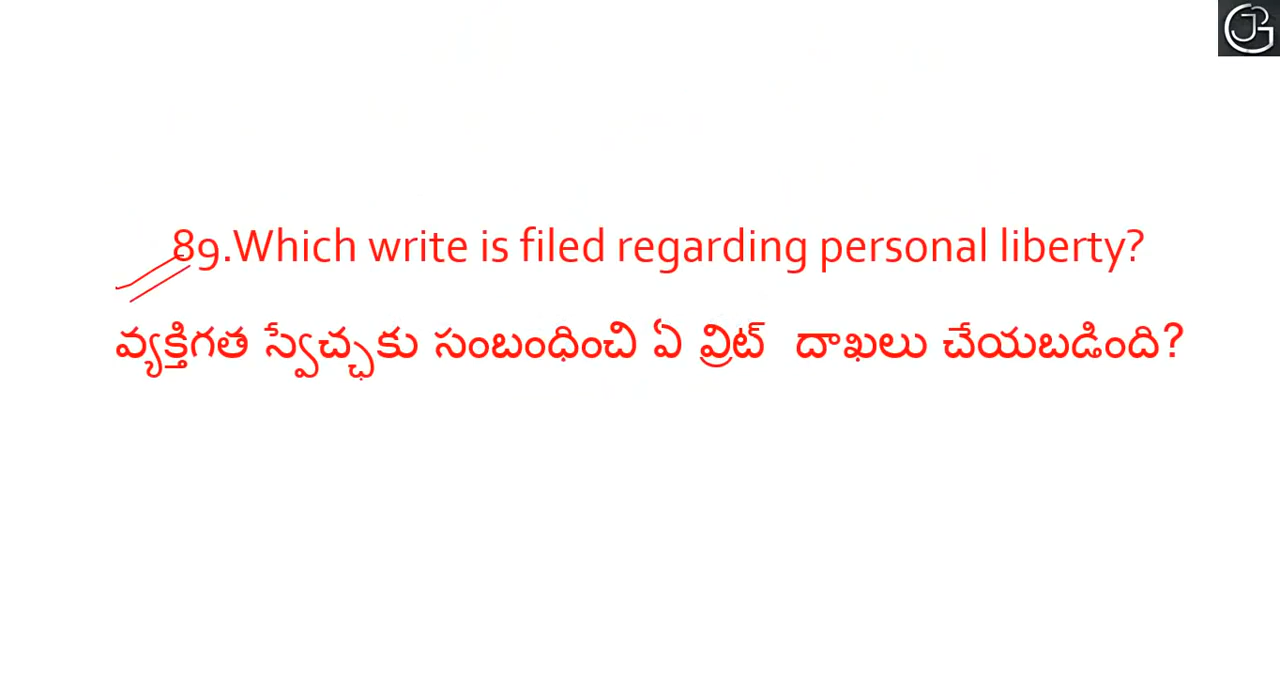 89.Which write is filed regarding personal liberty?
వ్యక్తిగత స్వేచ్ఛకు సంబంధించి ఏ వ్రిట్ దాఖలు చేయబడింది?